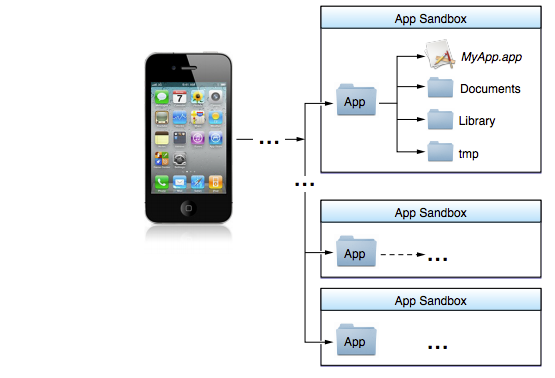 App Sandbox
MyApp.app
App
Documents
Library
tmp
...
...
App Sandbox
App
...
App Sandbox
App
...